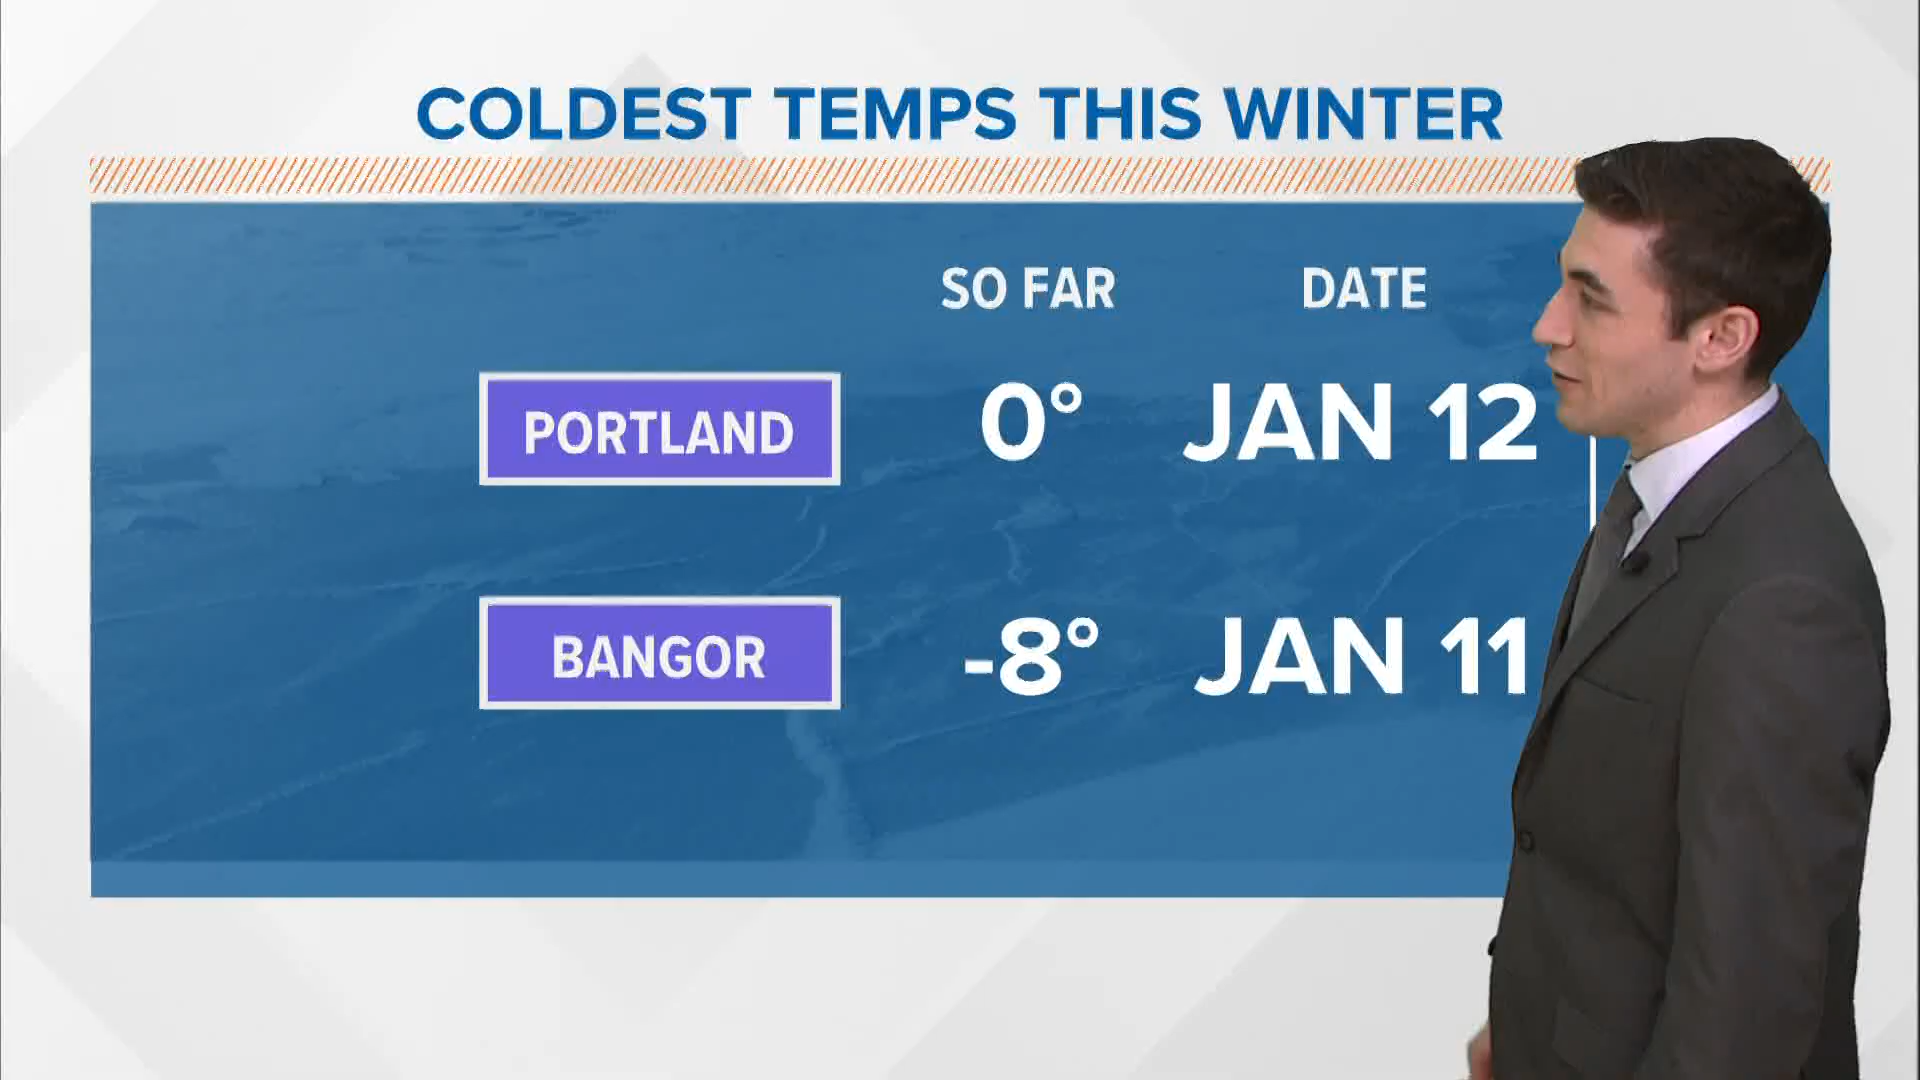 COLDEST TEMPS THIS WINTER
SO FAR DATE
PORTLAND 0° JAN 12
BANGOR -8° JAN 11